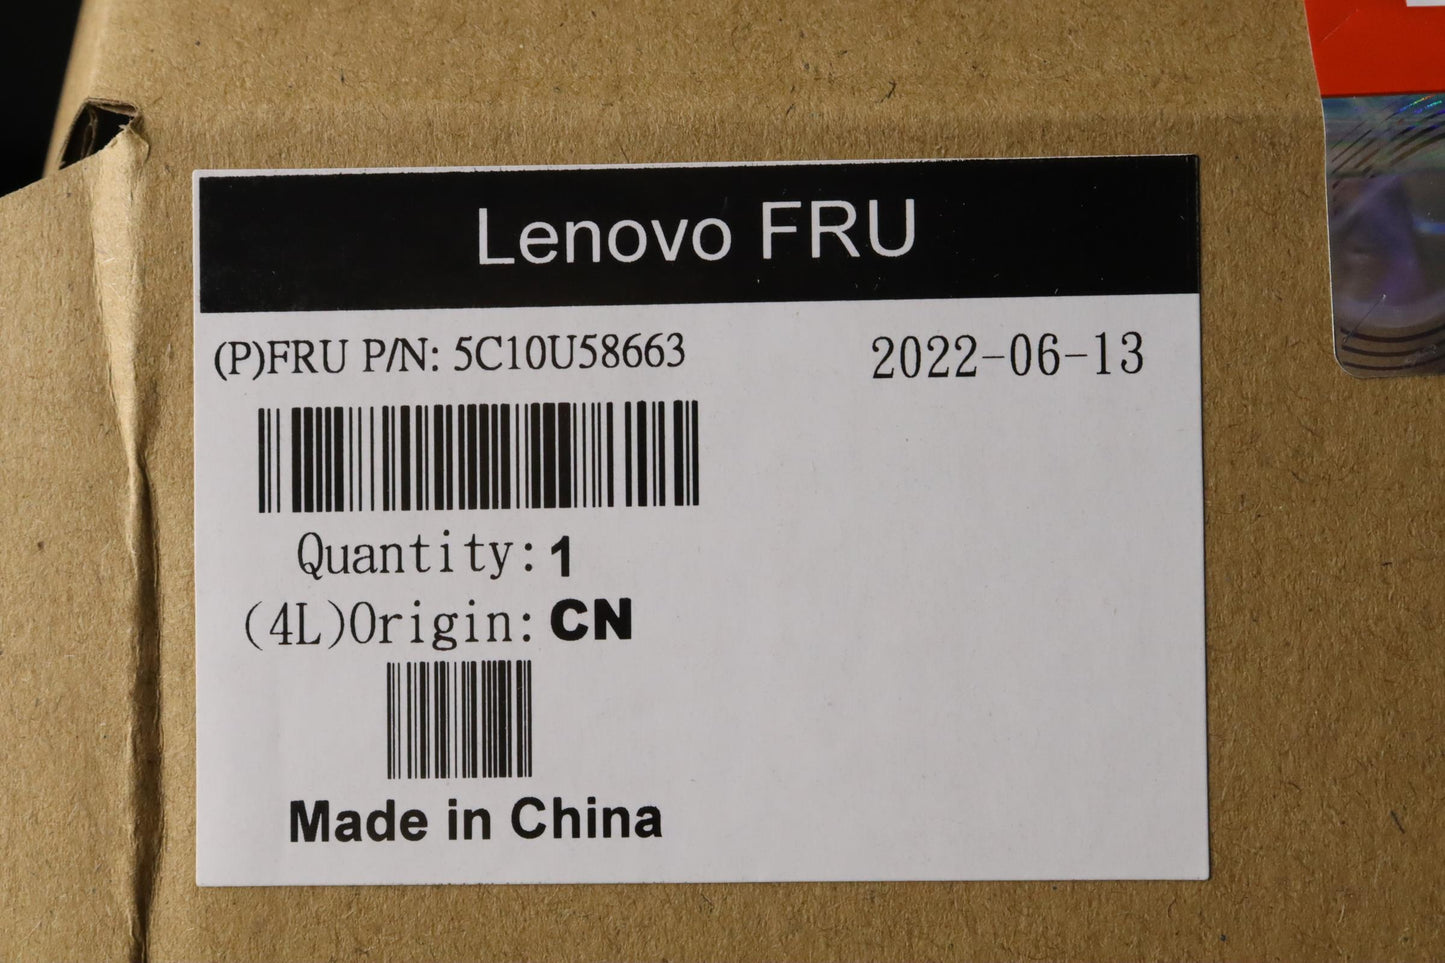 Lenovo FRU
(P)FRU P/N: 5C10U58663
2022-06-13
Quantity: 1
(4L)Origin: CN
Made in China